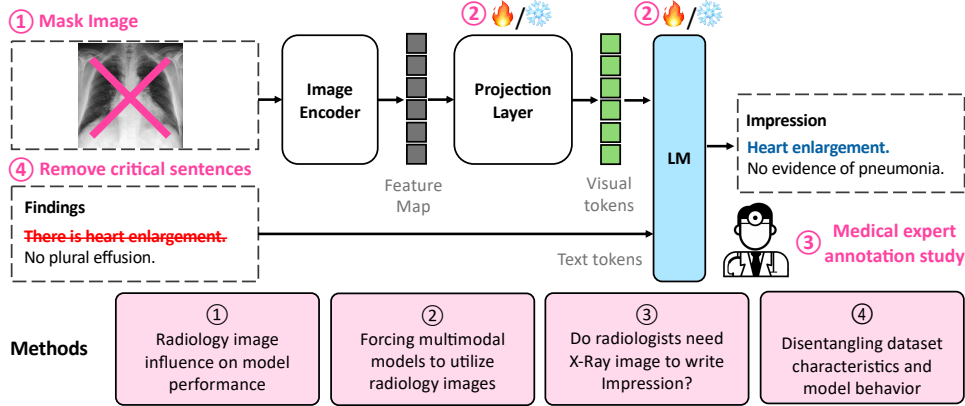 ① Mask Image
② /
② /
Image
Encoder
Projection
Layer
LM
Feature
Map
Visual
tokens
④ Remove critical sentences
Findings
There is heart enlargement.
No plural effusion.
Text tokens
Impression
Heart enlargement.
No evidence of pneumonia.
③ Medical expert
annotation study
Methods
①
Radiology image
influence on model
performance
②
Forcing multimodal
models to utilize
radiology images
③
Do radiologists need
X-Ray image to write
Impression?
④
Disentangling dataset
characteristics and
model behavior